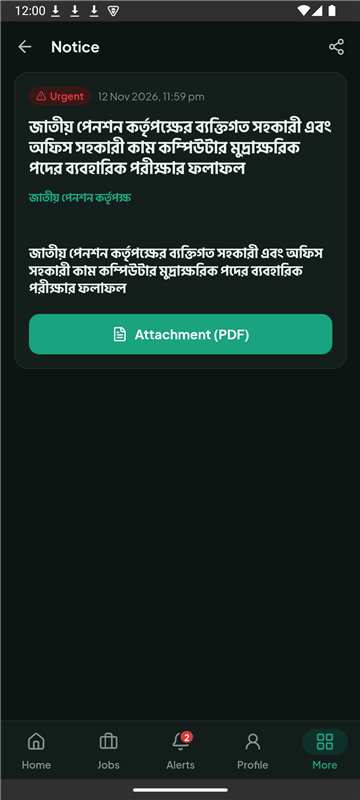 12:00
Notice
Urgent 12 Nov 2026, 11:59 pm
জাতীয় পেনশন কর্তৃপক্ষের ব্যক্তিগত সহকারী এবং
অফিস সহকারী কাম কম্পিউটার মুদ্রাক্ষরিক
পদের ব্যবহারিক পরীক্ষার ফলাফল
জাতীয় পেনশন কর্তৃপক্ষ
জাতীয় পেনশন কর্তৃপক্ষের ব্যক্তিগত সহকারী এবং অফিস
সহকারী কাম কম্পিউটার মুদ্রাক্ষরিক পদের ব্যবহারিক
পরীক্ষার ফলাফল
Attachment (PDF)
2
Home Jobs Alerts Profile More